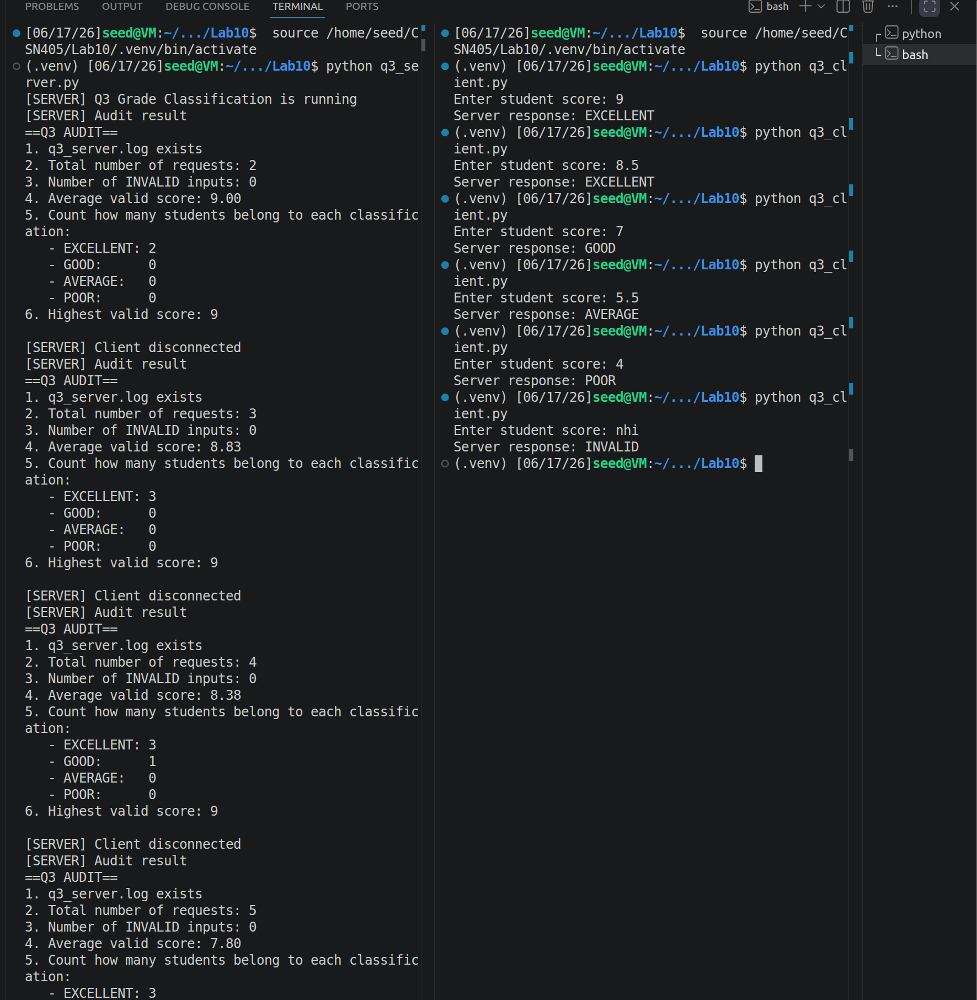 PROBLEMS OUTPUT DEBUG CONSOLE TERMINAL PORTS bash
[06/17/26]seed@VM:~/.../Lab10$  source /home/seed/C
SN405/Lab10/.venv/bin/activate
(.venv) [06/17/26]seed@VM:~/.../Lab10$ python q3_se
rver.py
[SERVER] Q3 Grade Classification is running
[SERVER] Audit result
==Q3 AUDIT==
1. q3_server.log exists
2. Total number of requests: 2
3. Number of INVALID inputs: 0
4. Average valid score: 9.00
5. Count how many students belong to each classific
ation:
   - EXCELLENT: 2
   - GOOD:      0
   - AVERAGE:   0
   - POOR:      0
6. Highest valid score: 9

[SERVER] Client disconnected
[SERVER] Audit result
==Q3 AUDIT==
1. q3_server.log exists
2. Total number of requests: 3
3. Number of INVALID inputs: 0
4. Average valid score: 8.83
5. Count how many students belong to each classific
ation:
   - EXCELLENT: 3
   - GOOD:      0
   - AVERAGE:   0
   - POOR:      0
6. Highest valid score: 9

[SERVER] Client disconnected
[SERVER] Audit result
==Q3 AUDIT==
1. q3_server.log exists
2. Total number of requests: 4
3. Number of INVALID inputs: 0
4. Average valid score: 8.38
5. Count how many students belong to each classific
ation:
   - EXCELLENT: 3
   - GOOD:      1
   - AVERAGE:   0
   - POOR:      0
6. Highest valid score: 9

[SERVER] Client disconnected
[SERVER] Audit result
==Q3 AUDIT==
1. q3_server.log exists
2. Total number of requests: 5
3. Number of INVALID inputs: 0
4. Average valid score: 7.80
5. Count how many students belong to each classific
ation:
   - EXCELLENT: 3
[06/17/26]seed@VM:~/.../Lab10$  source /home/seed/C
SN405/Lab10/.venv/bin/activate
(.venv) [06/17/26]seed@VM:~/.../Lab10$ python q3_cl
ient.py
Enter student score: 9
Server response: EXCELLENT
(.venv) [06/17/26]seed@VM:~/.../Lab10$ python q3_cl
ient.py
Enter student score: 8.5
Server response: EXCELLENT
(.venv) [06/17/26]seed@VM:~/.../Lab10$ python q3_cl
ient.py
Enter student score: 7
Server response: GOOD
(.venv) [06/17/26]seed@VM:~/.../Lab10$ python q3_cl
ient.py
Enter student score: 5.5
Server response: AVERAGE
(.venv) [06/17/26]seed@VM:~/.../Lab10$ python q3_cl
ient.py
Enter student score: 4
Server response: POOR
(.venv) [06/17/26]seed@VM:~/.../Lab10$ python q3_cl
ient.py
Enter student score: nhi
Server response: INVALID
(.venv) [06/17/26]seed@VM:~/.../Lab10$
python
bash